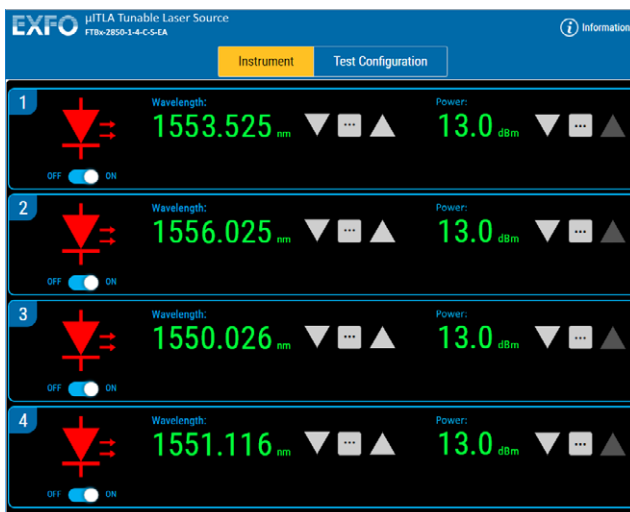 EXFO µITLA Tunable Laser Source
FTBx-2850-1-4-C-S-EA
i Information
Instrument Test Configuration
1
Wavelength:
1553.525 nm
...
Power:
13.0 dBm
...
OFF ON
2
Wavelength:
1556.025 nm
...
Power:
13.0 dBm
...
OFF ON
3
Wavelength:
1550.026 nm
...
Power:
13.0 dBm
...
OFF ON
4
Wavelength:
1551.116 nm
...
Power:
13.0 dBm
...
OFF ON